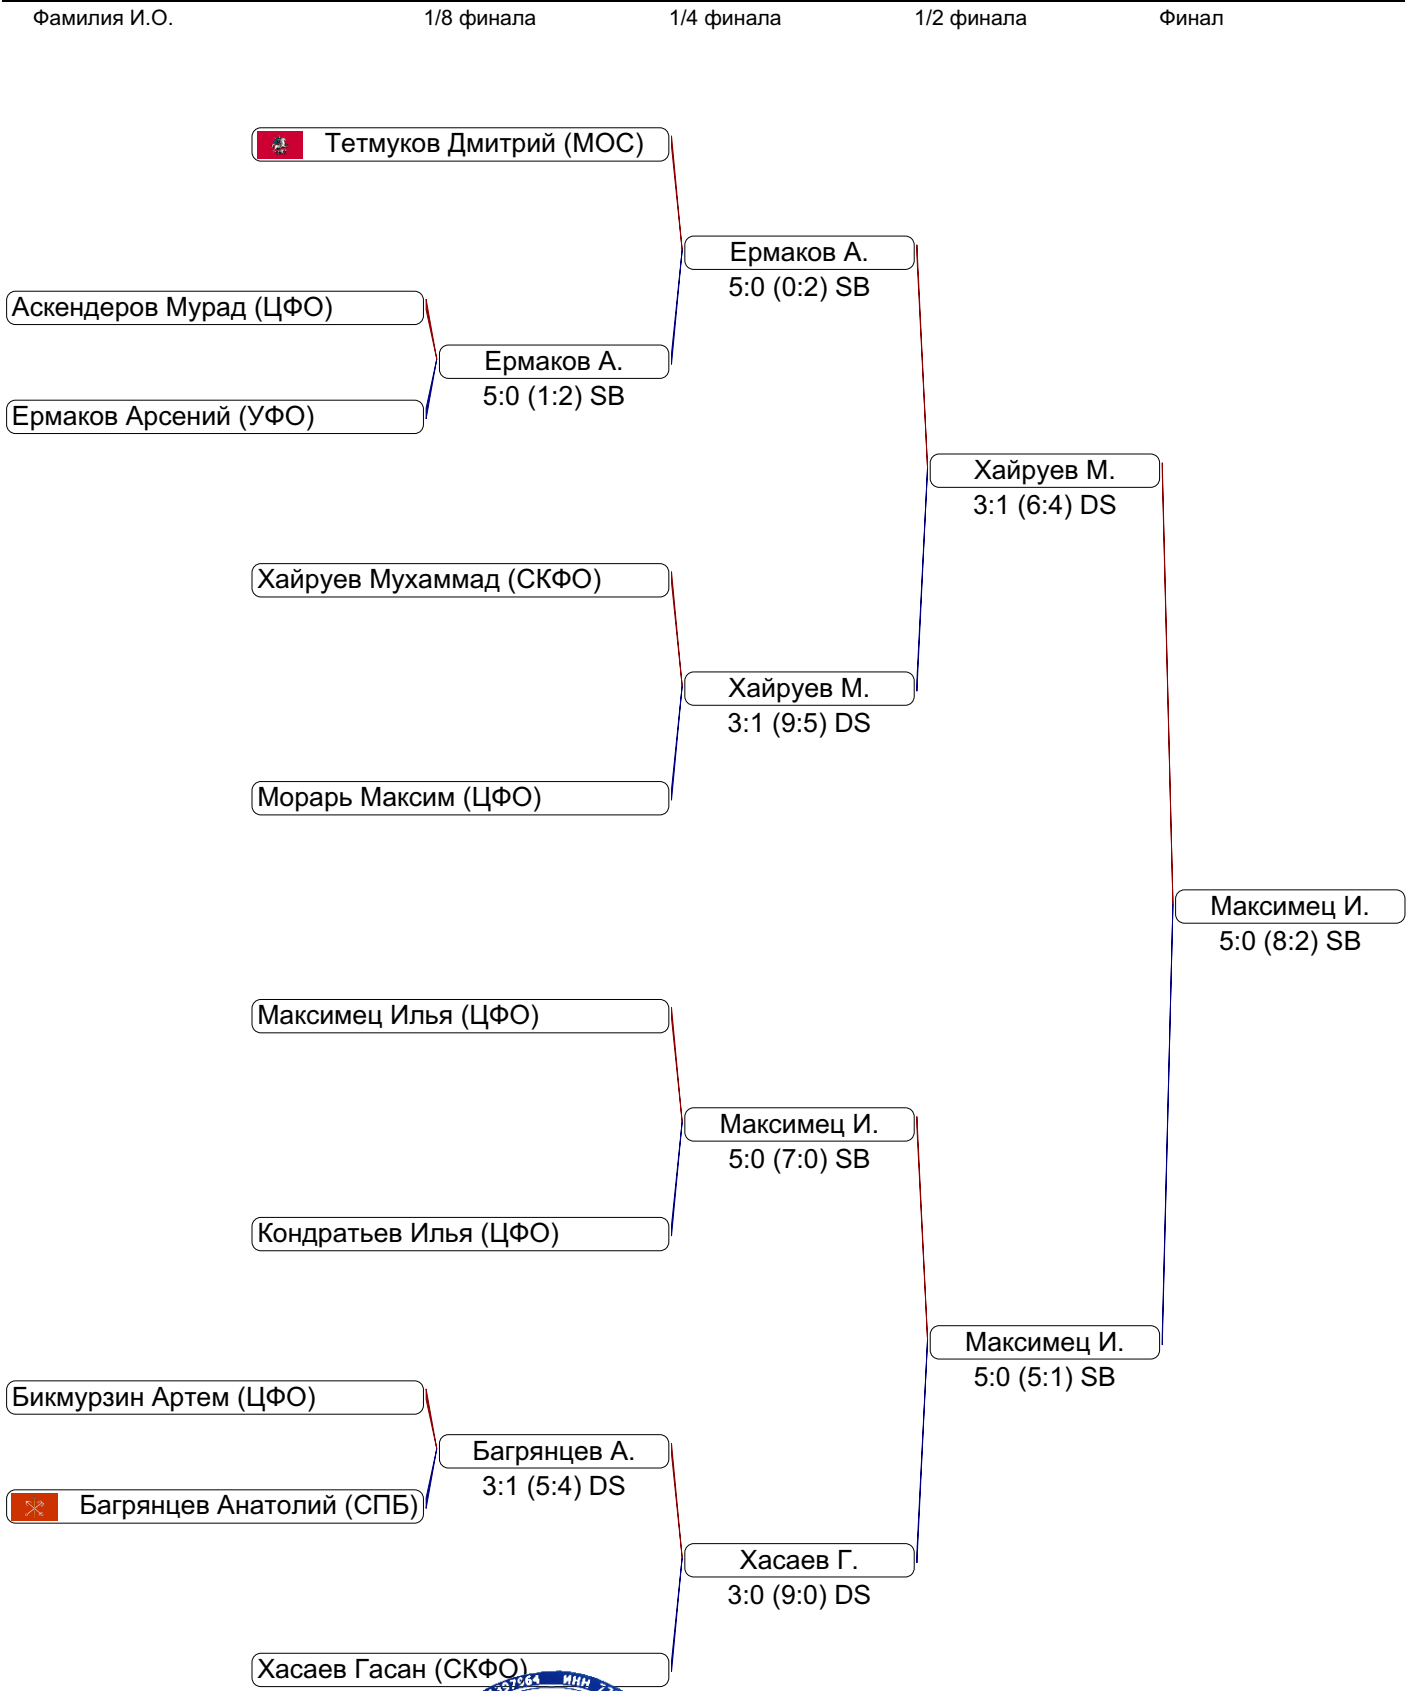 Фамилия И.О. 1/8 финала 1/4 финала 1/2 финала Финал
Тетмуков Дмитрий (МОС)
Ермаков А.
5:0 (0:2) SB
Аскендеров Мурад (ЦФО)
Ермаков А.
5:0 (1:2) SB
Ермаков Арсений (УФО)
Хайруев М.
3:1 (6:4) DS
Хайруев Мухаммад (СКФО)
Хайруев М.
3:1 (9:5) DS
Морарь Максим (ЦФО)
Максимец И.
5:0 (8:2) SB
Максимец Илья (ЦФО)
Максимец И.
5:0 (7:0) SB
Кондратьев Илья (ЦФО)
Максимец И.
5:0 (5:1) SB
Бикмурзин Артем (ЦФО)
Багрянцев А.
3:1 (5:4) DS
Багрянцев Анатолий (СПБ)
Хасаев Г.
3:0 (9:0) DS
Хасаев Гасан (СКФО)
ИНН